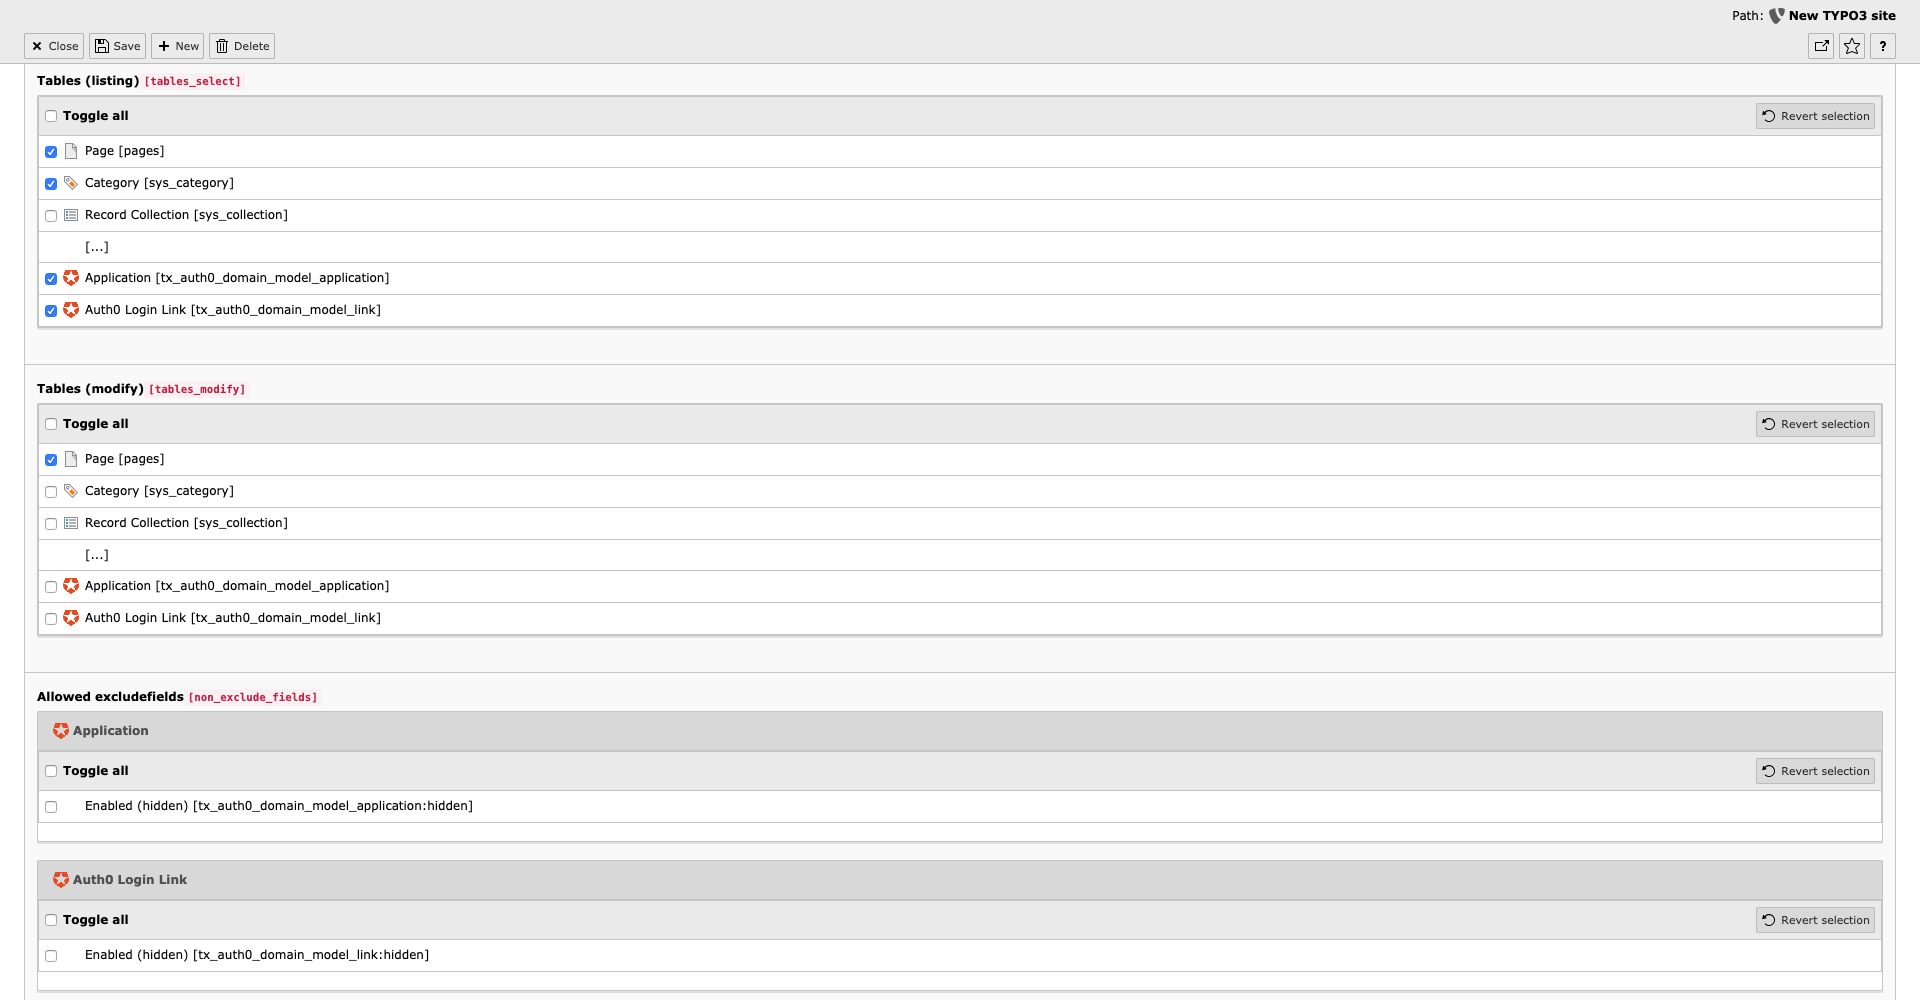 Path: New TYPO3 site
Close Save New Delete ?
Tables (listing) [tables_select]
Toggle all Revert selection
Page [pages]
Category [sys_category]
Record Collection [sys_collection]
[...]
Application [tx_auth0_domain_model_application]
Auth0 Login Link [tx_auth0_domain_model_link]
Tables (modify) [tables_modify]
Toggle all Revert selection
Page [pages]
Category [sys_category]
Record Collection [sys_collection]
[...]
Application [tx_auth0_domain_model_application]
Auth0 Login Link [tx_auth0_domain_model_link]
Allowed excludefields [non_exclude_fields]
Application
Toggle all Revert selection
Enabled (hidden) [tx_auth0_domain_model_application:hidden]
Auth0 Login Link
Toggle all Revert selection
Enabled (hidden) [tx_auth0_domain_model_link:hidden]